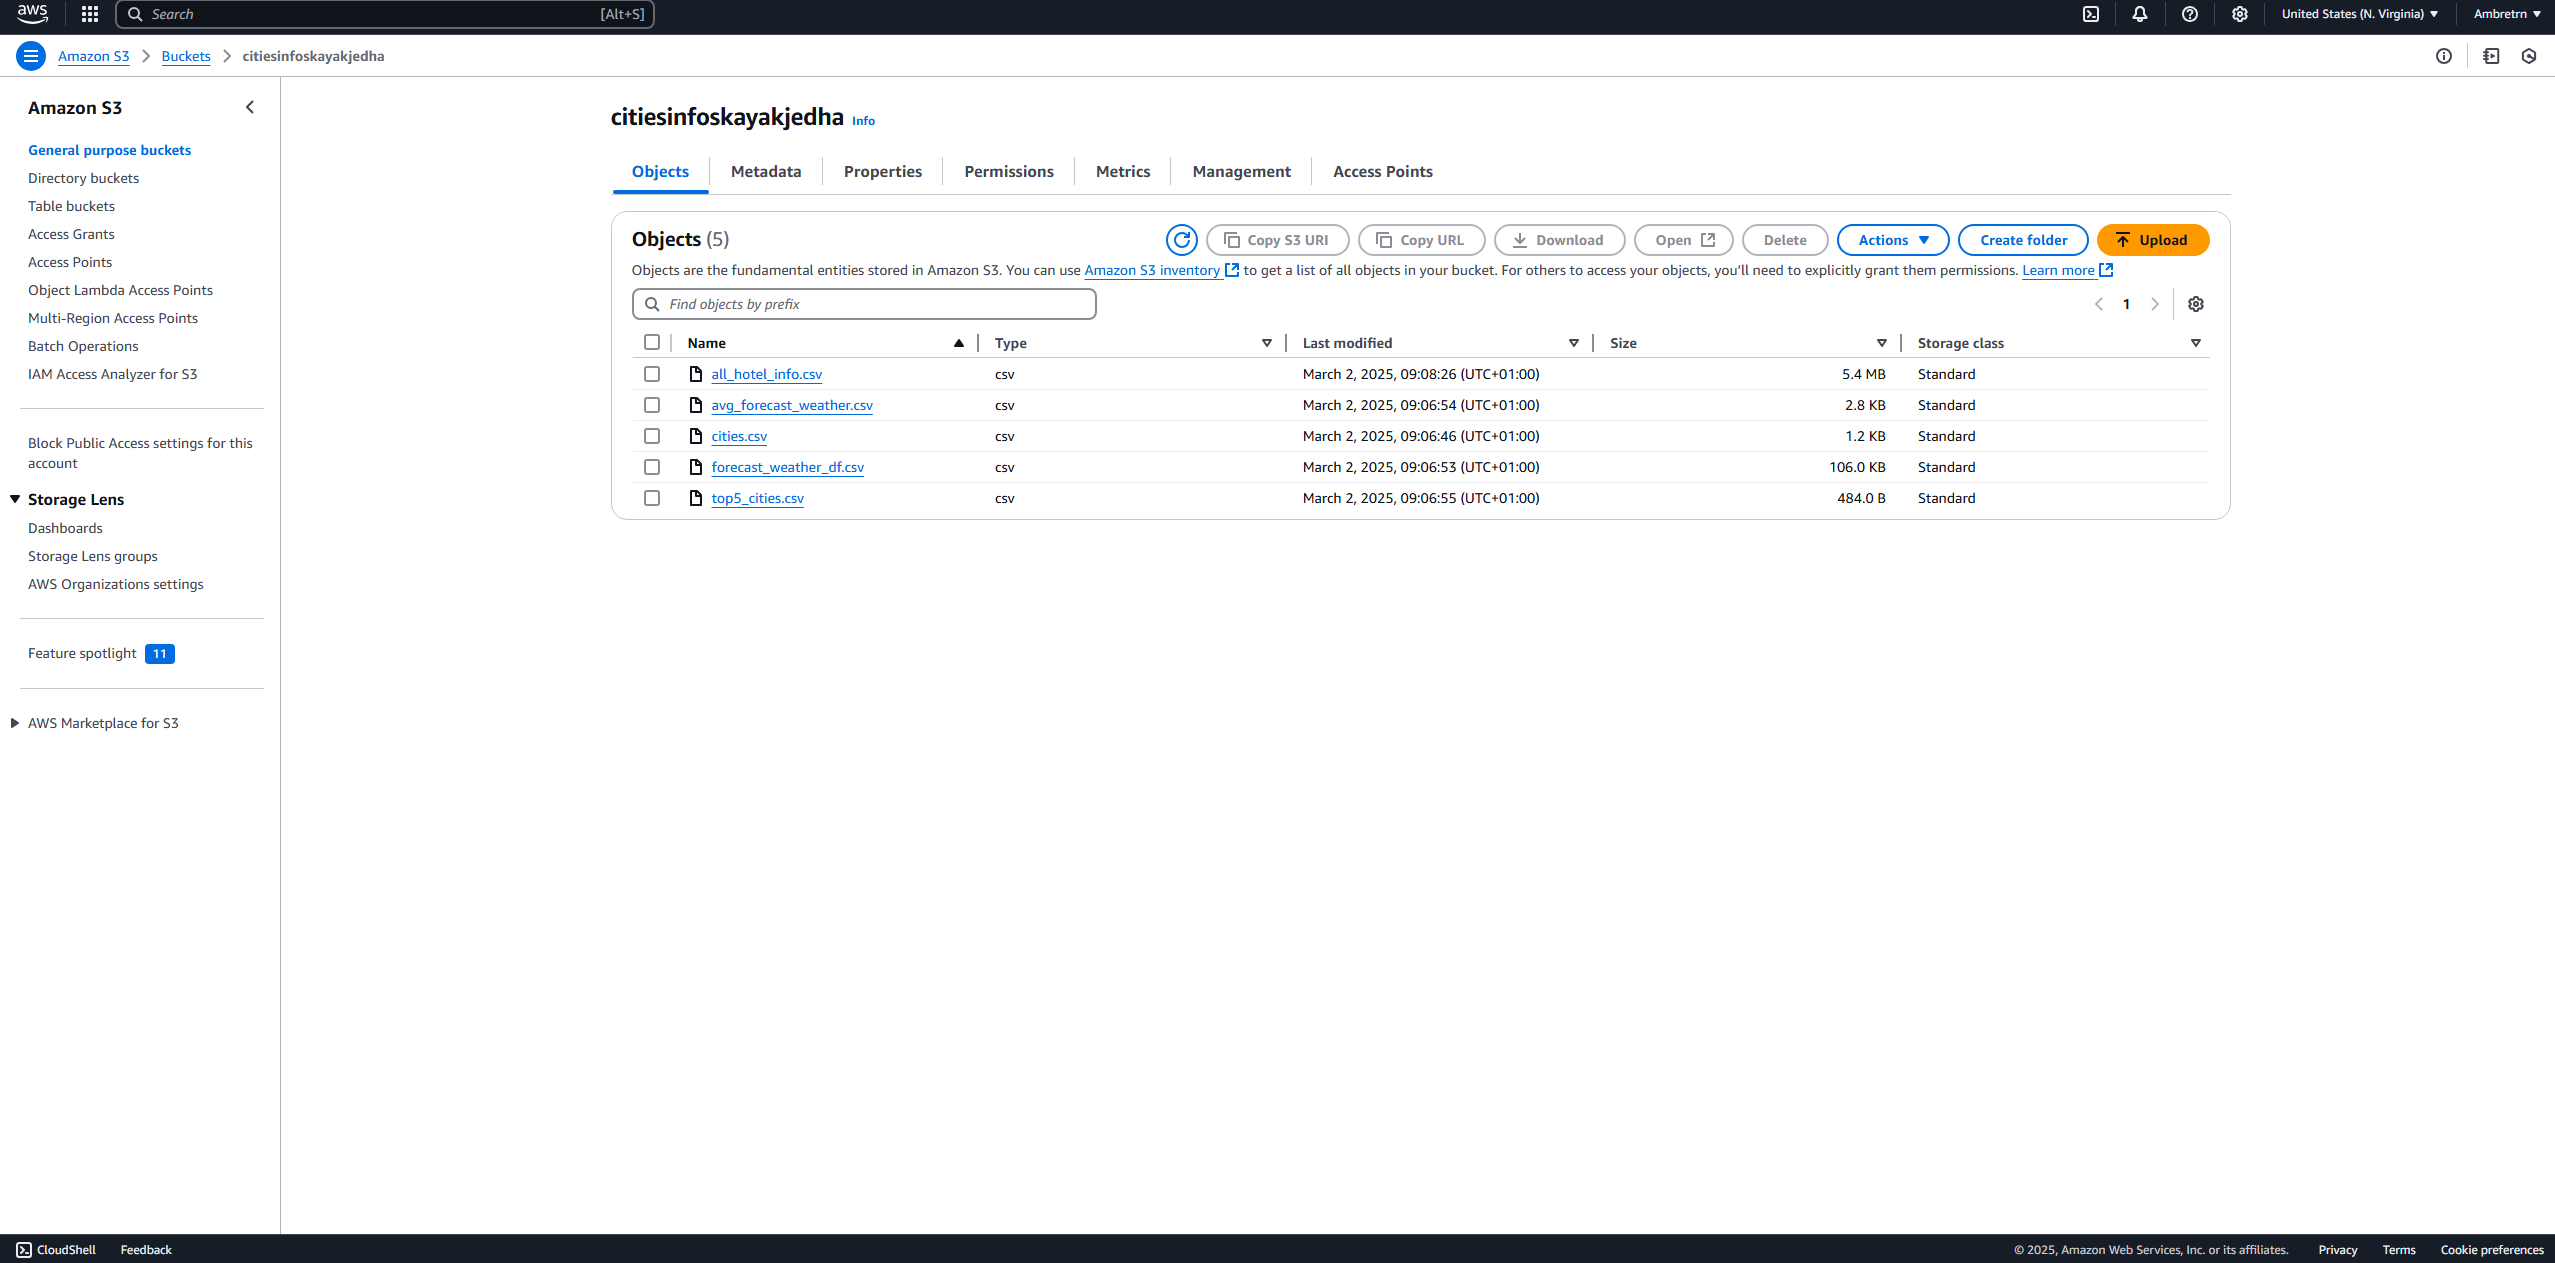 aws Search [Alt+S] United States (N. Virginia) Ambretrn
Amazon S3 Buckets citiesinfoskayakjedha
Amazon S3
General purpose buckets
Directory buckets
Table buckets
Access Grants
Access Points
Object Lambda Access Points
Multi-Region Access Points
Batch Operations
IAM Access Analyzer for S3
Block Public Access settings for this
account
Storage Lens
Dashboards
Storage Lens groups
AWS Organizations settings
Feature spotlight 11
AWS Marketplace for S3
citiesinfoskayakjedha Info
Objects Metadata Properties Permissions Metrics Management Access Points
Objects (5) Copy S3 URI Copy URL Download Open Delete Actions Create folder Upload
Objects are the fundamental entities stored in Amazon S3. You can use Amazon S3 inventory to get a list of all objects in your bucket. For others to access your objects, you’ll need to explicitly grant them permissions. Learn more
Find objects by prefix 1
Name Type Last modified Size Storage class
all_hotel_info.csv csv March 2, 2025, 09:08:26 (UTC+01:00) 5.4 MB Standard
avg_forecast_weather.csv csv March 2, 2025, 09:06:54 (UTC+01:00) 2.8 KB Standard
cities.csv csv March 2, 2025, 09:06:46 (UTC+01:00) 1.2 KB Standard
forecast_weather_df.csv csv March 2, 2025, 09:06:53 (UTC+01:00) 106.0 KB Standard
top5_cities.csv csv March 2, 2025, 09:06:55 (UTC+01:00) 484.0 B Standard
CloudShell Feedback © 2025, Amazon Web Services, Inc. or its affiliates. Privacy Terms Cookie preferences